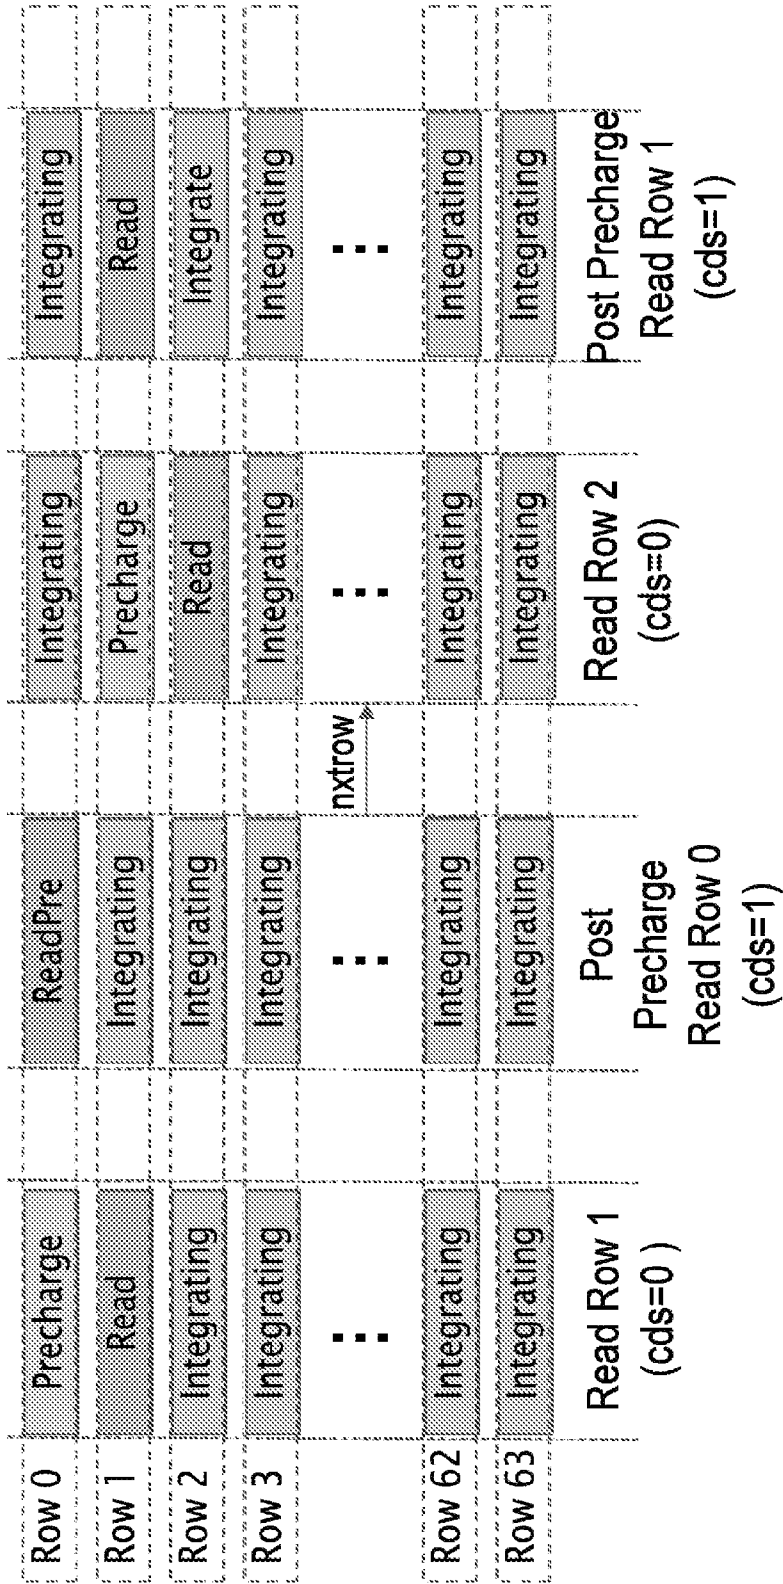 Row 0
Precharge
ReadPre
Integrating
Integrating
Row 1
Read
Integrating
Precharge
Read
Row 2
Integrating
Integrating
Read
Integrate
Row 3
Integrating
Integrating
Integrating
Integrating
...
...
nxtrow
...
...
Row 62
Integrating
Integrating
Integrating
Integrating
Row 63
Integrating
Integrating
Integrating
Integrating
Read Row 1
(cds=0 )
Post
Precharge
Read Row 0
(cds=1)
Read Row 2
(cds=0)
Post Precharge
Read Row 1
(cds=1)